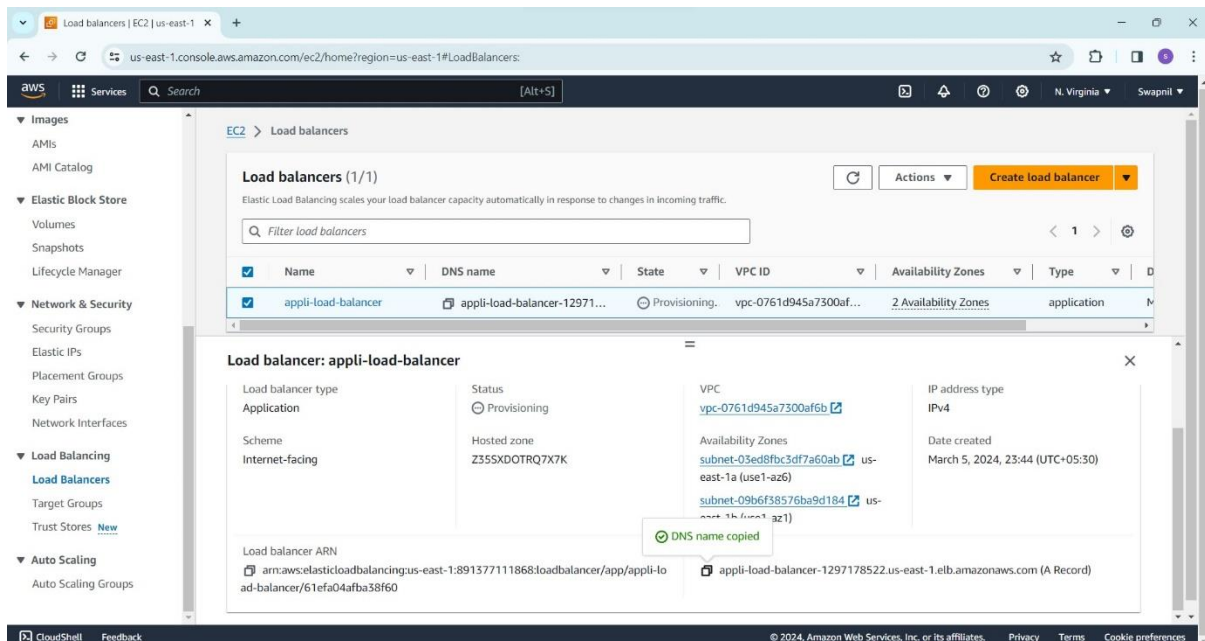 Load balancers | EC2 | us-east-1
us-east-1.console.aws.amazon.com/ec2/home?region=us-east-1#LoadBalancers:
S
aws
Services
Search
[Alt+S]
N. Virginia
Swapnil
Images
AMIs
AMI Catalog
Elastic Block Store
Volumes
Snapshots
Lifecycle Manager
Network & Security
Security Groups
Elastic IPs
Placement Groups
Key Pairs
Network Interfaces
Load Balancing
Load Balancers
Target Groups
Trust Stores New
Auto Scaling
Auto Scaling Groups
EC2 > Load balancers
Load balancers (1/1)
Actions
Create load balancer
Elastic Load Balancing scales your load balancer capacity automatically in response to changes in incoming traffic.
Filter load balancers
1
Name DNS name State VPC ID Availability Zones Type D
appli-load-balancer appli-load-balancer-12971... Provisioning. vpc-0761d945a7300af... 2 Availability Zones application
Load balancer: appli-load-balancer
Load balancer type
Application
Status
Provisioning
VPC
vpc-0761d945a7300af6b
IP address type
IPv4
Scheme
Internet-facing
Hosted zone
Z35SXDOTRQ7X7K
Availability Zones
subnet-03ed8fbc3df7a60ab us-
east-1a (use1-az6)
subnet-09b6f38576ba9d184 us-
east-1b (use1-az1)
Date created
March 5, 2024, 23:44 (UTC+05:30)
DNS name copied
Load balancer ARN
arn:aws:elasticloadbalancing:us-east-1:891377111868:loadbalancer/app/appli-lo
ad-balancer/61efa04afba38f60
appli-load-balancer-1297178522.us-east-1.elb.amazonaws.com (A Record)
CloudShell Feedback
© 2024, Amazon Web Services, Inc. or its affiliates. Privacy Terms Cookie preferences